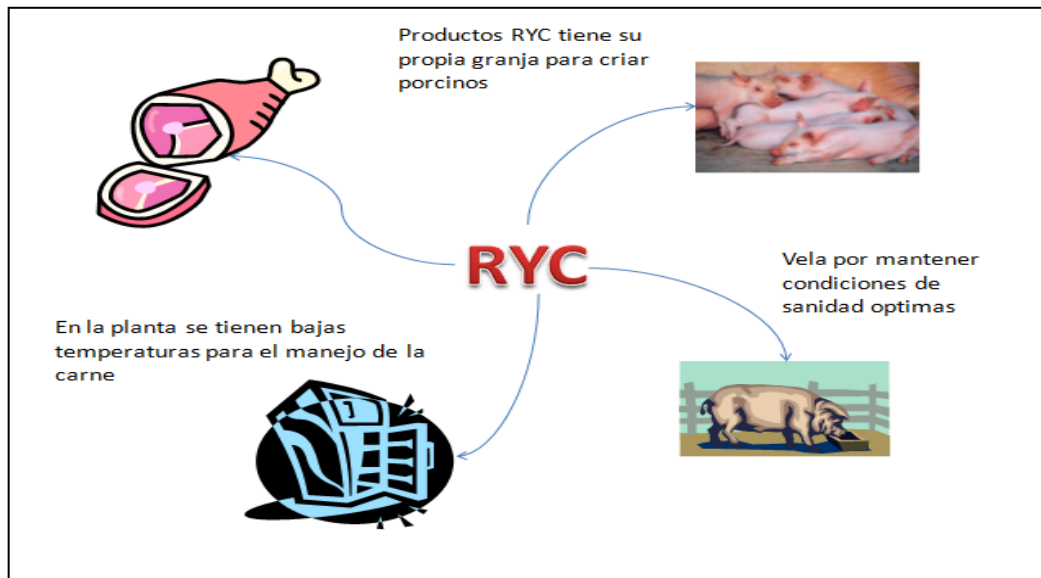 Productos RYC tiene su
propia granja para criar
porcinos
RYC
Vela por mantener
condiciones de
sanidad optimas
En la planta se tienen bajas
temperaturas para el manejo de la
carne